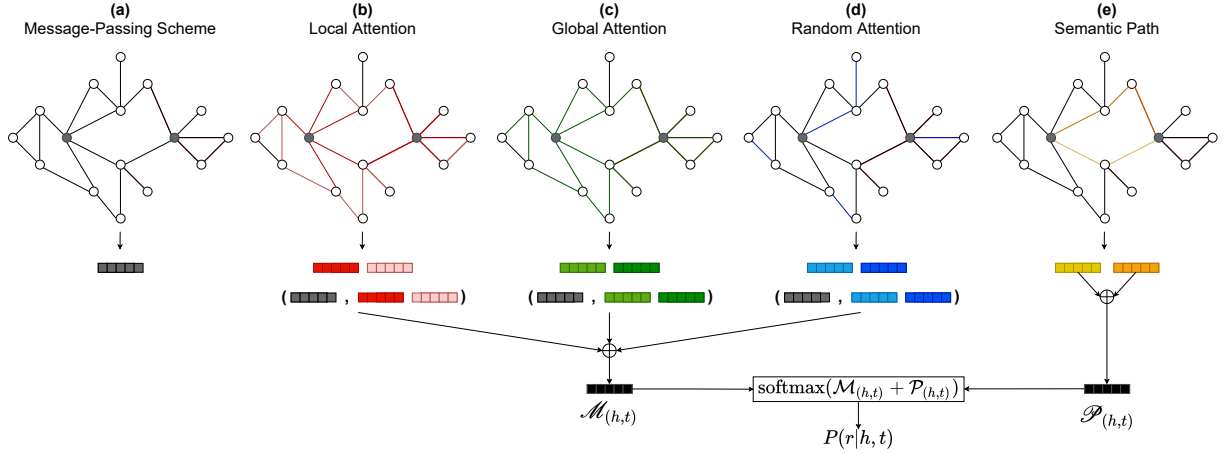 (a)
Message-Passing Scheme
(b)
Local Attention
(c)
Global Attention
(d)
Random Attention
(e)
Semantic Path
( , )
( , )
( , )
softmax(ℳ(h,t) + 𝒫(h,t))
ℳ(h,t)
𝒫(h,t)
P(r|h, t)